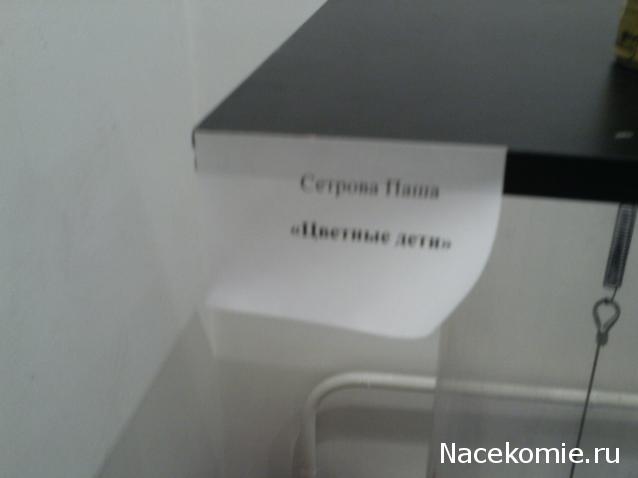 Сетрова Паша
«Цветные дети»
Nacekomie.ru